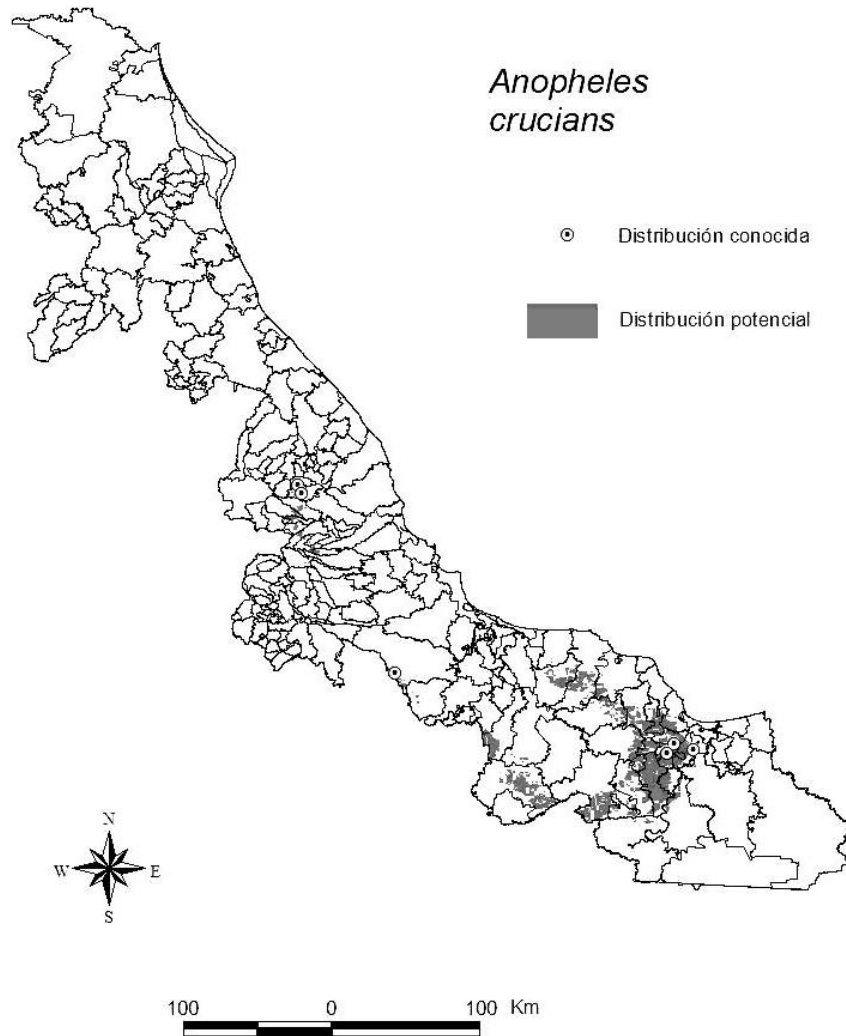 Anopheles
crucians
Distribución conocida
Distribución potencial
N
W E
S
100 0 100 Km